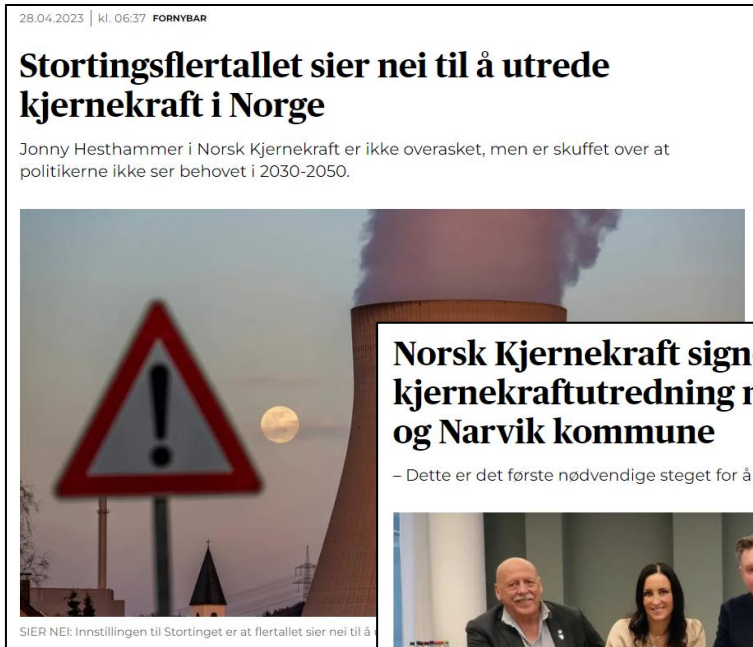 28.04.2023 | kl. 06:37 FORNYBAR
Stortingsflertallet sier nei til å utrede
kjernekraft i Norge
Jonny Hesthammer i Norsk Kjernekraft er ikke overasket, men er skuffet over at
politikerne ikke ser behovet i 2030-2050.
Norsk Kjernekraft sign
kjernekraftutredning
og Narvik kommune
– Dette er det første nødvendige steget for å
SIER NEI: Innstillingen til Stortinget er at flertallet sier nei til å